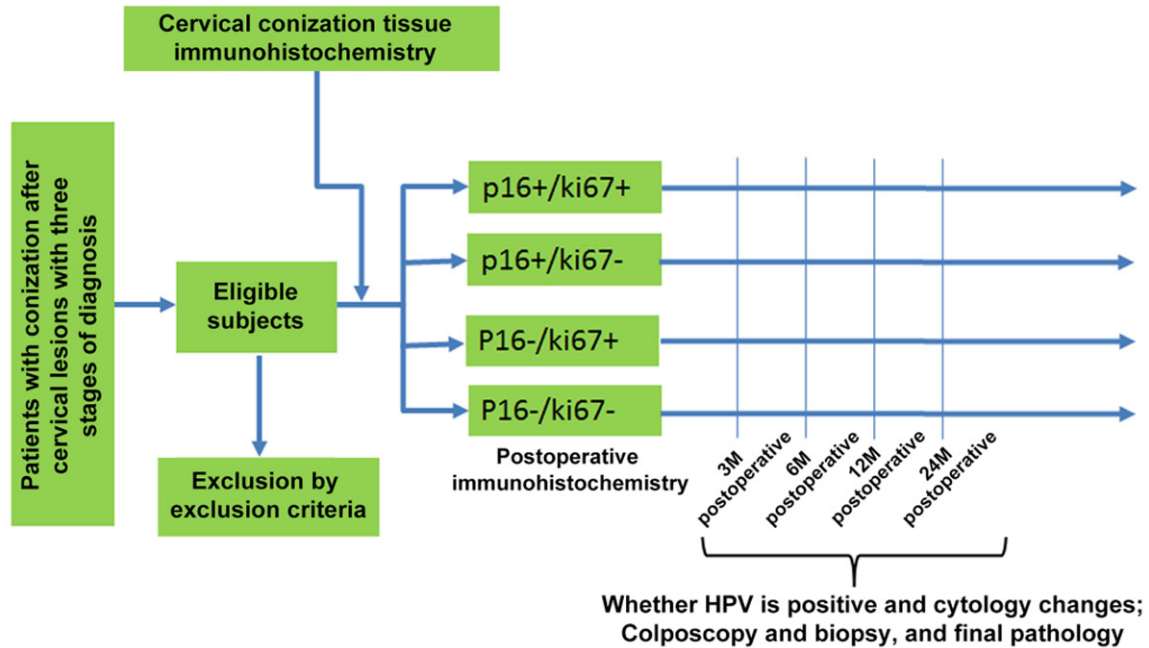 Cervical conization tissue
immunohistochemistry
Patients with conization after
cervical lesions with three
stages of diagnosis
Eligible
subjects
Exclusion by
exclusion criteria
p16+/ki67+
p16+/ki67-
P16-/ki67+
P16-/ki67-
Postoperative
immunohistochemistry
3M
postoperative
6M
postoperative
12M
postoperative
24M
postoperative
Whether HPV is positive and cytology changes;
Colposcopy and biopsy, and final pathology